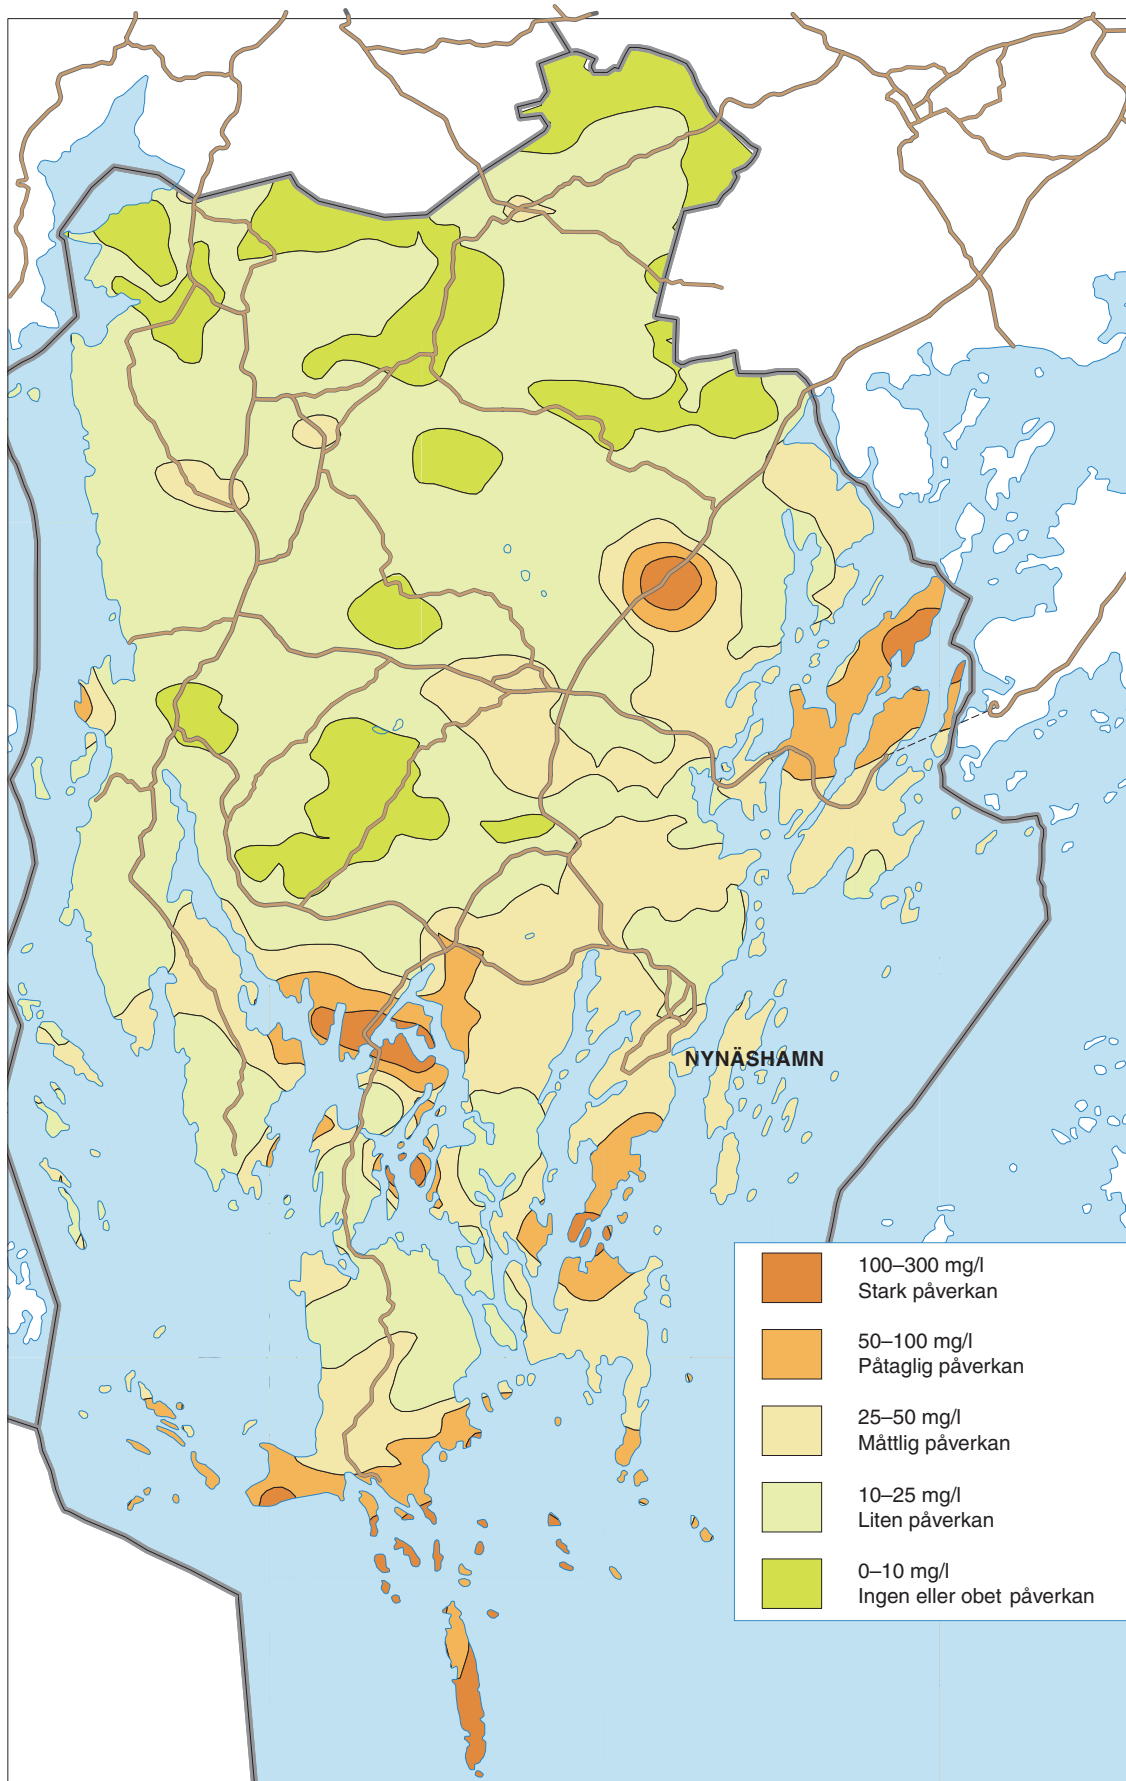 NYNÄSHAMN
100–300 mg/l
Stark påverkan
50–100 mg/l
Påtaglig påverkan
25–50 mg/l
Måttlig påverkan
10–25 mg/l
Liten påverkan
0–10 mg/l
Ingen eller obet påverkan